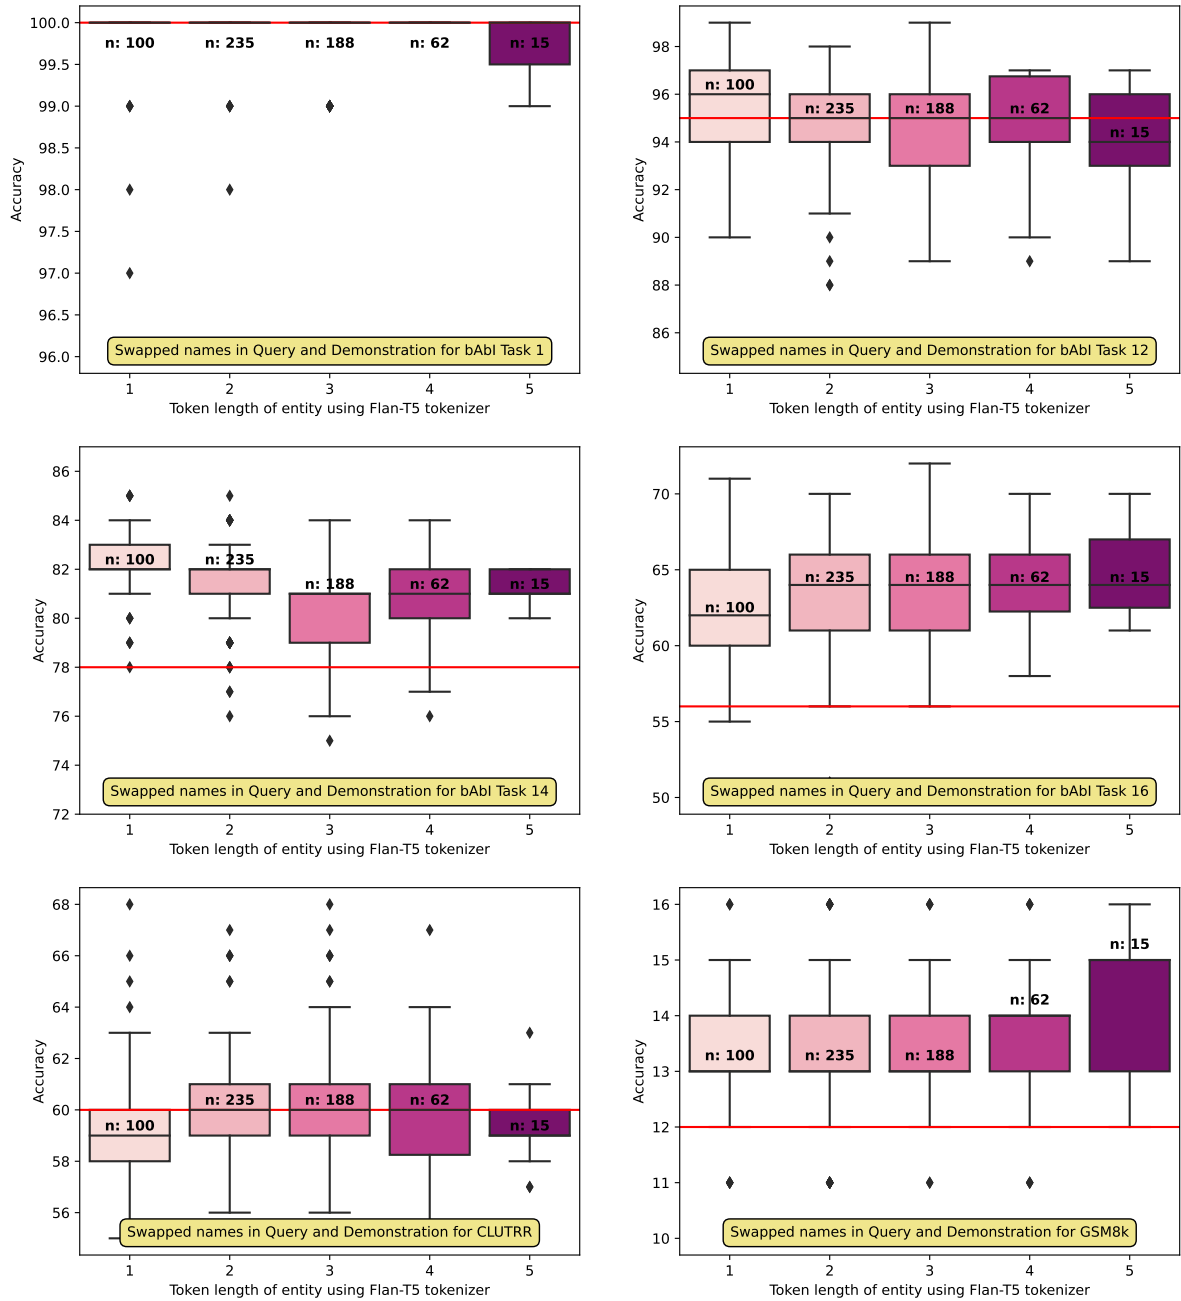 100.0
99.5
99.0
98.5
98.0
97.5
97.0
96.5
96.0
Accuracy
n: 100 n: 235 n: 188 n: 62 n: 15
Swapped names in Query and Demonstration for bAbI Task 1
1 2 3 4 5
Token length of entity using Flan-T5 tokenizer
98
96
94
92
90
88
86
Accuracy
n: 100 n: 235 n: 188 n: 62 n: 15
Swapped names in Query and Demonstration for bAbI Task 12
1 2 3 4 5
Token length of entity using Flan-T5 tokenizer
86
84
82
80
78
76
74
72
Accuracy
n: 100 n: 235 n: 188 n: 62 n: 15
Swapped names in Query and Demonstration for bAbI Task 14
1 2 3 4 5
Token length of entity using Flan-T5 tokenizer
70
65
60
55
50
Accuracy
n: 100 n: 235 n: 188 n: 62 n: 15
Swapped names in Query and Demonstration for bAbI Task 16
1 2 3 4 5
Token length of entity using Flan-T5 tokenizer
68
66
64
62
60
58
56
Accuracy
n: 100 n: 235 n: 188 n: 62 n: 15
Swapped names in Query and Demonstration for CLUTRR
1 2 3 4 5
Token length of entity using Flan-T5 tokenizer
16
15
14
13
12
11
10
Accuracy
n: 100 n: 235 n: 188 n: 62 n: 15
Swapped names in Query and Demonstration for GSM8k
1 2 3 4 5
Token length of entity using Flan-T5 tokenizer